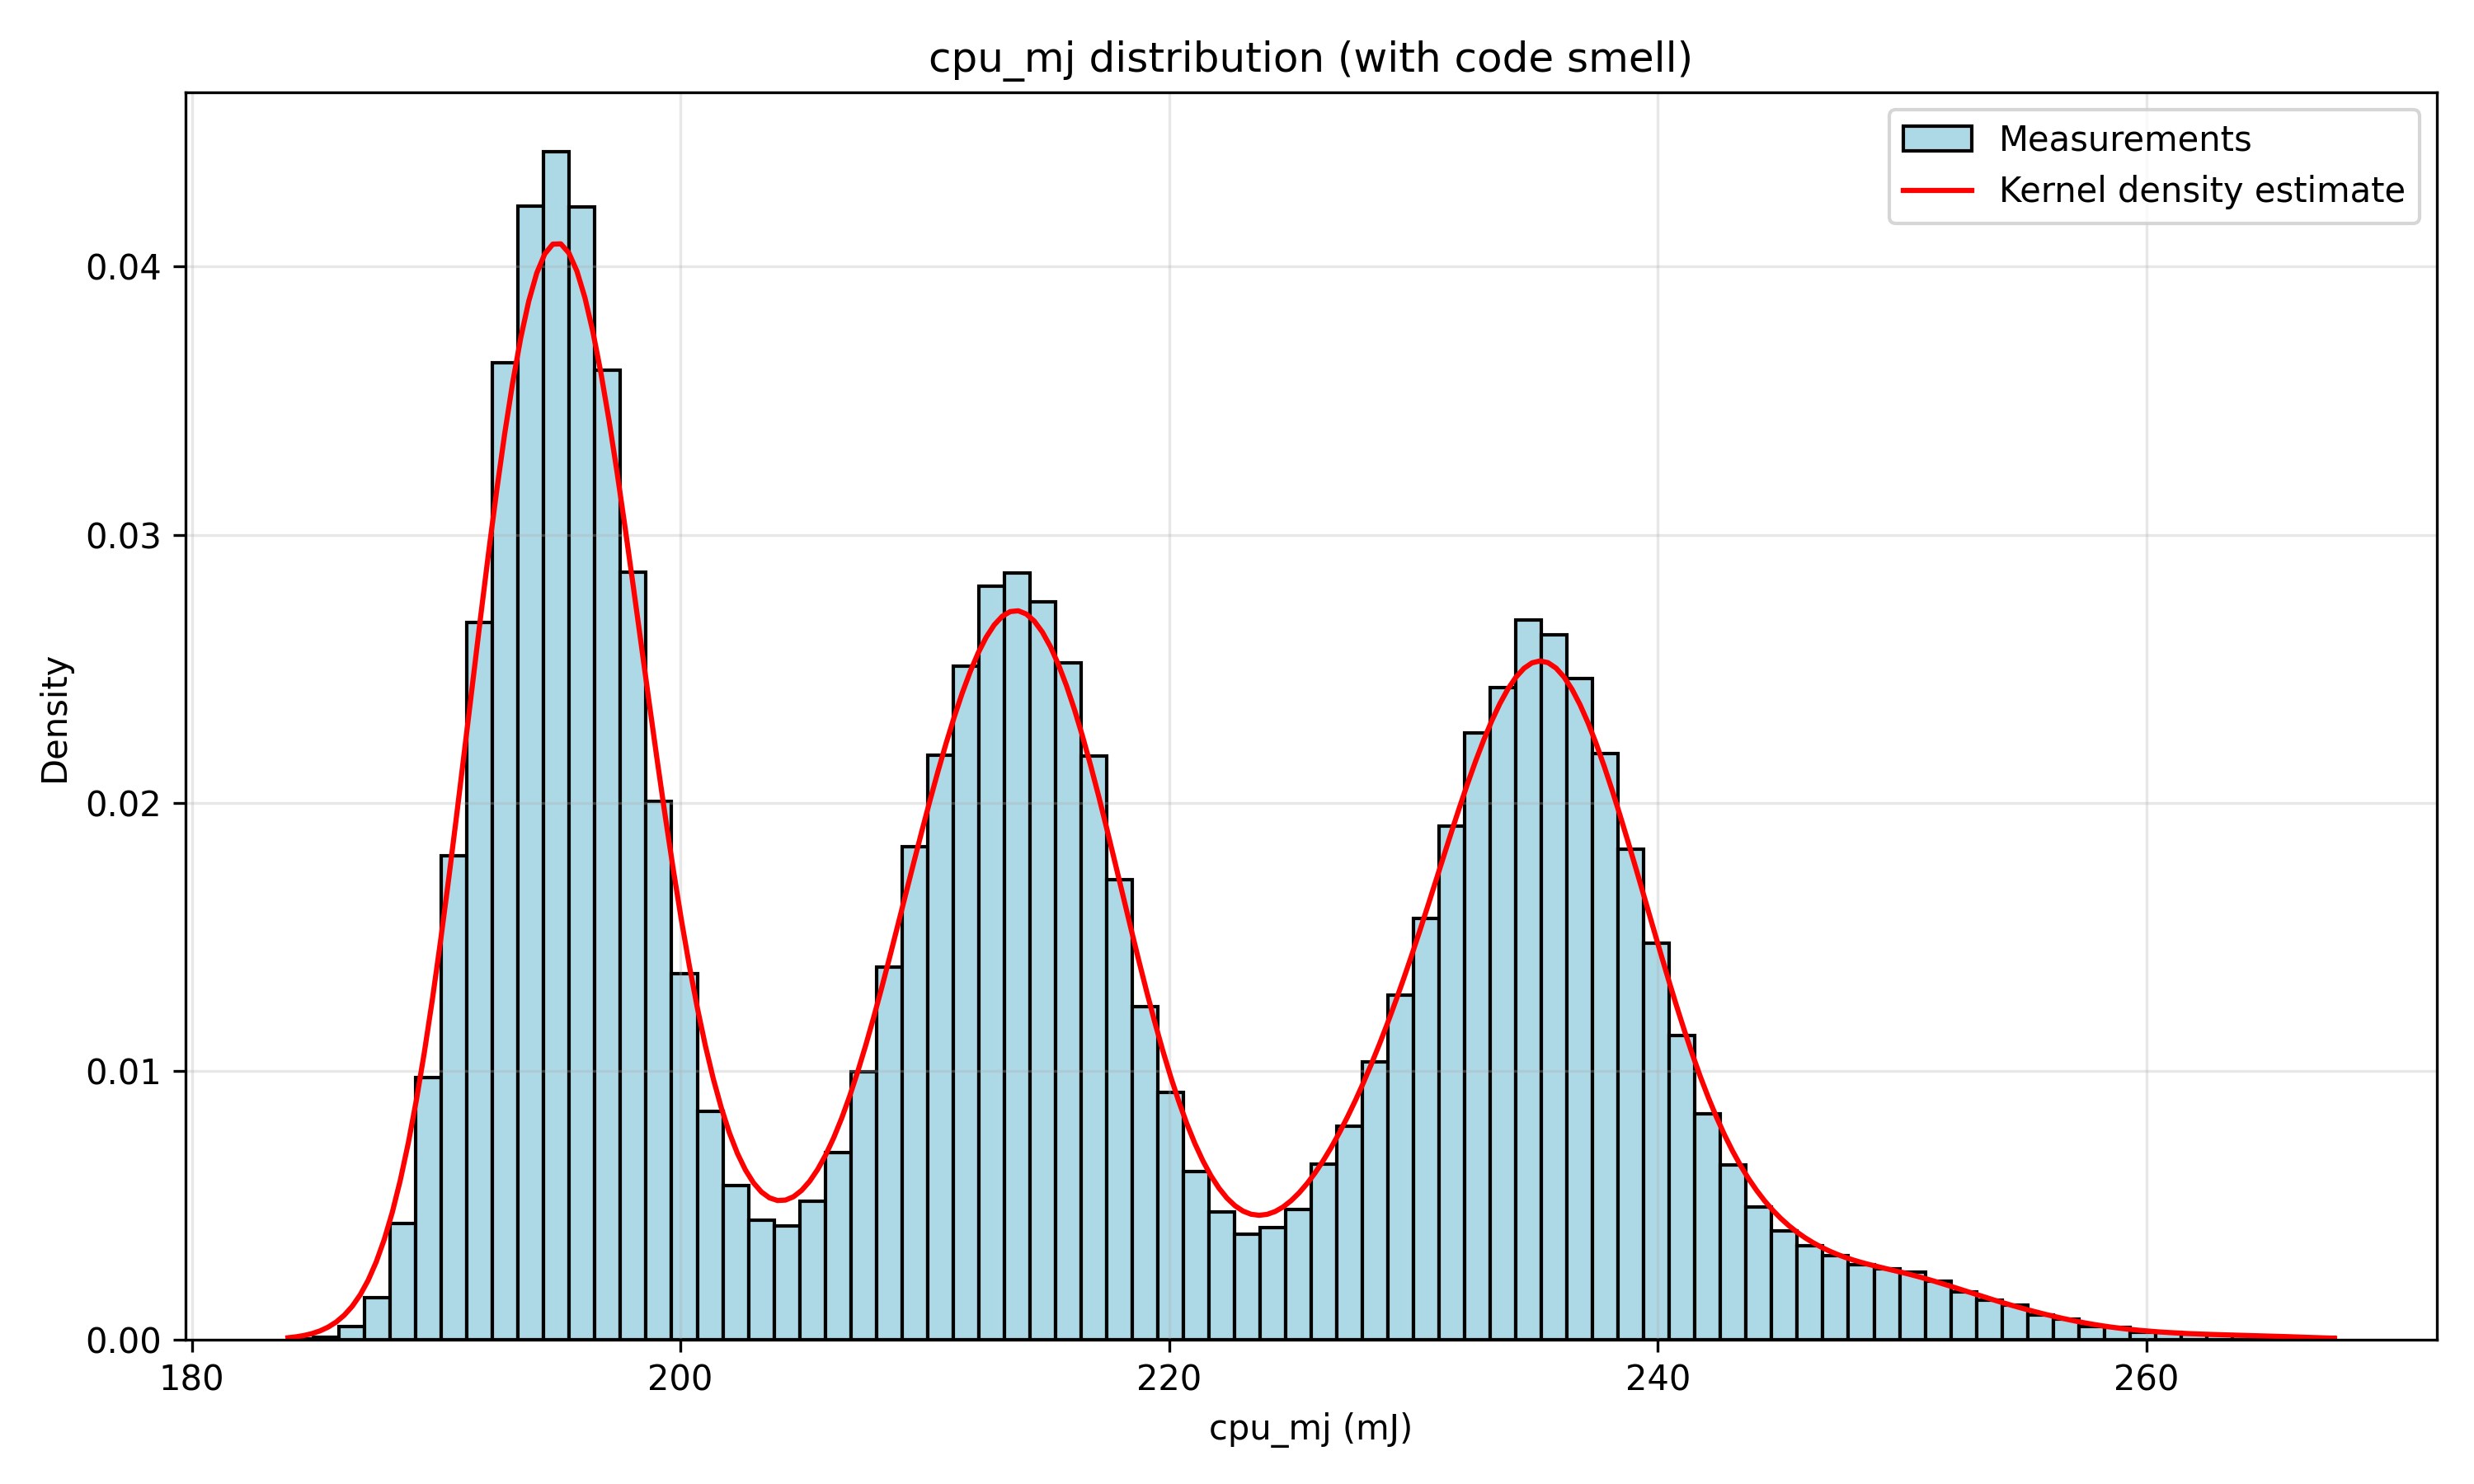 cpu_mj distribution (with code smell)
Measurements
Kernel density estimate
0.04
0.03
0.02
0.01
0.00
Density
180
200
220
240
260
cpu_mj (mJ)